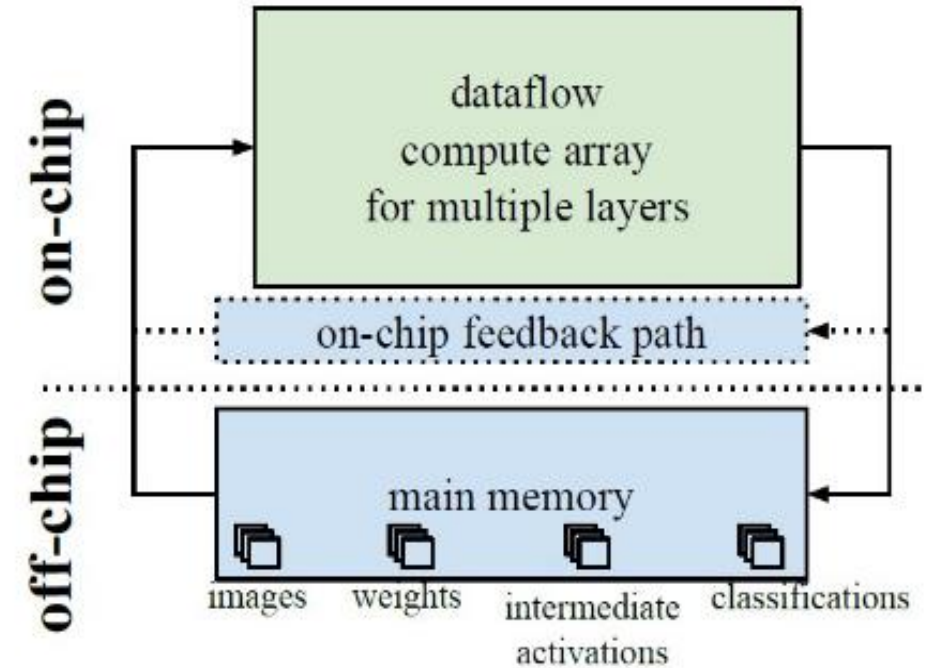 on-chip
dataflow
compute array
for multiple layers
on-chip feedback path
off-chip
main memory
images
weights
intermediate
activations
classifications